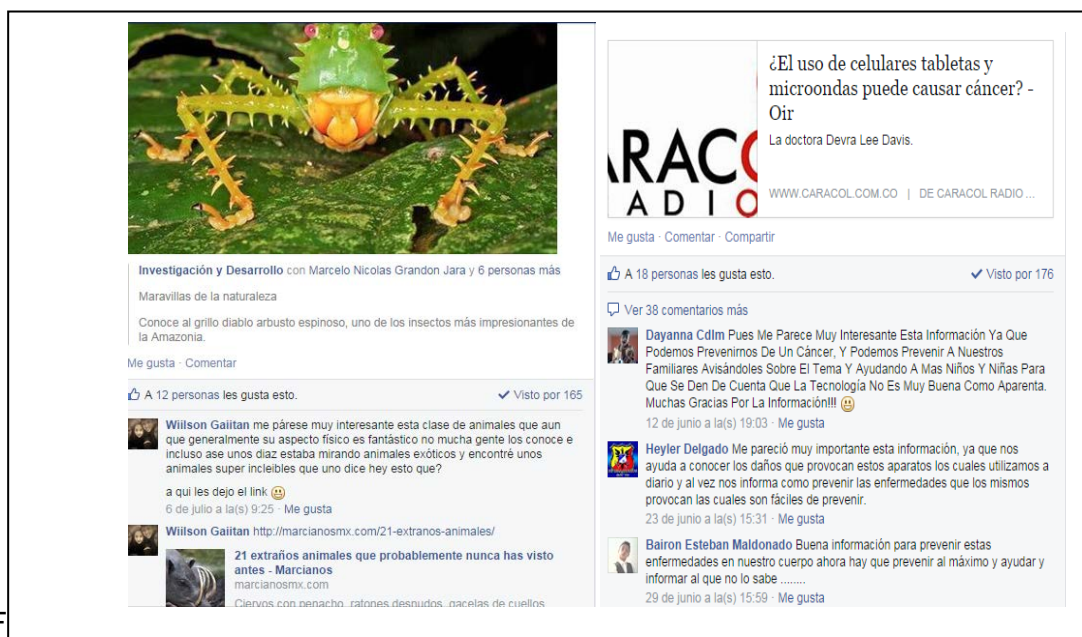 Investigación y Desarrollo con Marcelo Nicolas Grandon Jara y 6 personas más
Maravillas de la naturaleza
Conoce al grillo diablo arbusto espinoso, uno de los insectos más impresionantes de
la Amazonia.
Me gusta · Comentar
A 12 personas les gusta esto.
Visto por 165
Wiilson Gaiitan me párese muy interesante esta clase de animales que aun
que generalmente su aspecto físico es fantástico no mucha gente los conoce e
incluso ase unos diaz estaba mirando animales exóticos y encontré unos
animales super incleibles que uno dice hey esto que?
a qui les dejo el link
6 de julio a la(s) 9:25 · Me gusta
Wiilson Gaiitan http://marcianosmx.com/21-extranos-animales/
21 extraños animales que probablemente nunca has visto
antes - Marcianos
marcianosmx.com
Ciervos con penacho, ratones desnudos, gacelas de cuellos
ARACO
RADIO
¿El uso de celulares tabletas y
microondas puede causar cáncer? -
Oir
La doctora Devra Lee Davis.
WWW.CARACOL.COM.CO | DE CARACOL RADIO ...
Me gusta · Comentar · Compartir
A 18 personas les gusta esto.
Visto por 176
Ver 38 comentarios más
Dayanna Cdlm Pues Me Parece Muy Interesante Esta Información Ya Que
Podemos Prevenirnos De Un Cáncer, Y Podemos Prevenir A Nuestros
Familiares Avisándoles Sobre El Tema Y Ayudando A Mas Niños Y Niñas Para
Que Se Den De Cuenta Que La Tecnología No Es Muy Buena Como Aparenta.
Muchas Gracias Por La Información!!!
12 de junio a la(s) 19:03 · Me gusta
Heyler Delgado Me pareció muy importante esta información, ya que nos
ayuda a conocer los daños que provocan estos aparatos los cuales utilizamos a
diario y al vez nos informa como prevenir las enfermedades que los mismos
provocan las cuales son fáciles de prevenir.
23 de junio a la(s) 15:31 · Me gusta
Bairon Esteban Maldonado Buena información para prevenir estas
enfermedades en nuestro cuerpo ahora hay que prevenir al máximo y ayudar y
informar al que no lo sabe ........
29 de junio a la(s) 15:59 · Me gusta
F